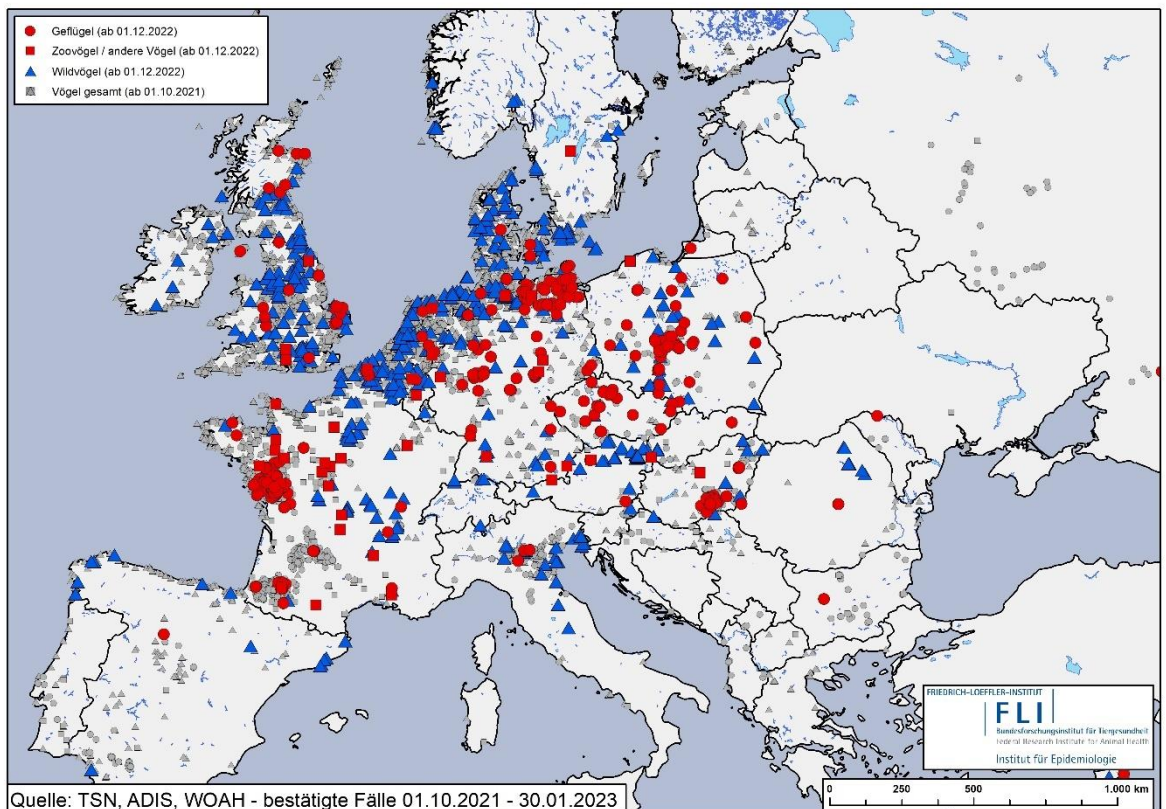 Geflügel (ab 01.12.2022)
Zoovögel / andere Vögel (ab 01.12.2022)
Wildvögel (ab 01.12.2022)
Vögel gesamt (ab 01.10.2021)
FRIEDRICH-LOEFFLER-INSTITUT
FLI
Bundesforschungsinstitut für Tiergesundheit
Federal Research Institute for Animal Health
Institut für Epidemiologie
Quelle: TSN, ADIS, WOAH - bestätigte Fälle 01.10.2021 - 30.01.2023
0 250 500 1.000 km